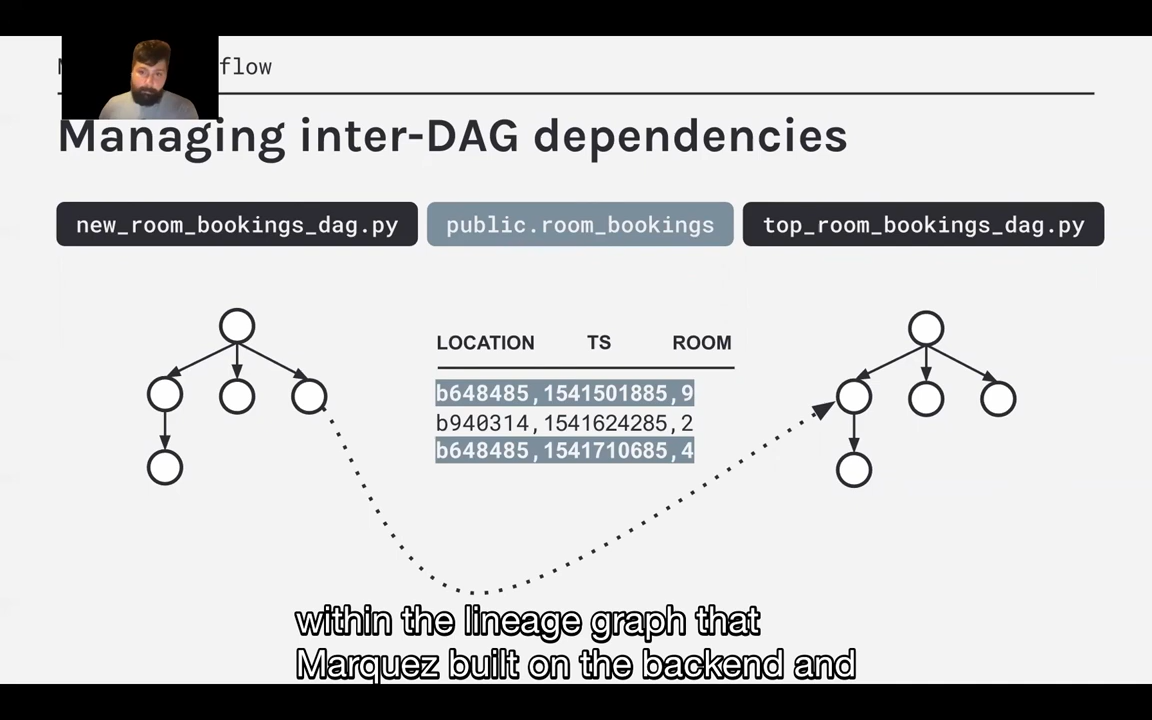 flow
Managing inter-DAG dependencies
new_room_bookings_dag.py public.room_bookings top_room_bookings_dag.py
LOCATION TS ROOM
b648485,1541501885,9
b940314,1541624285,2
b648485,1541710685,4
within the lineage graph that
Marquez built on the backend and